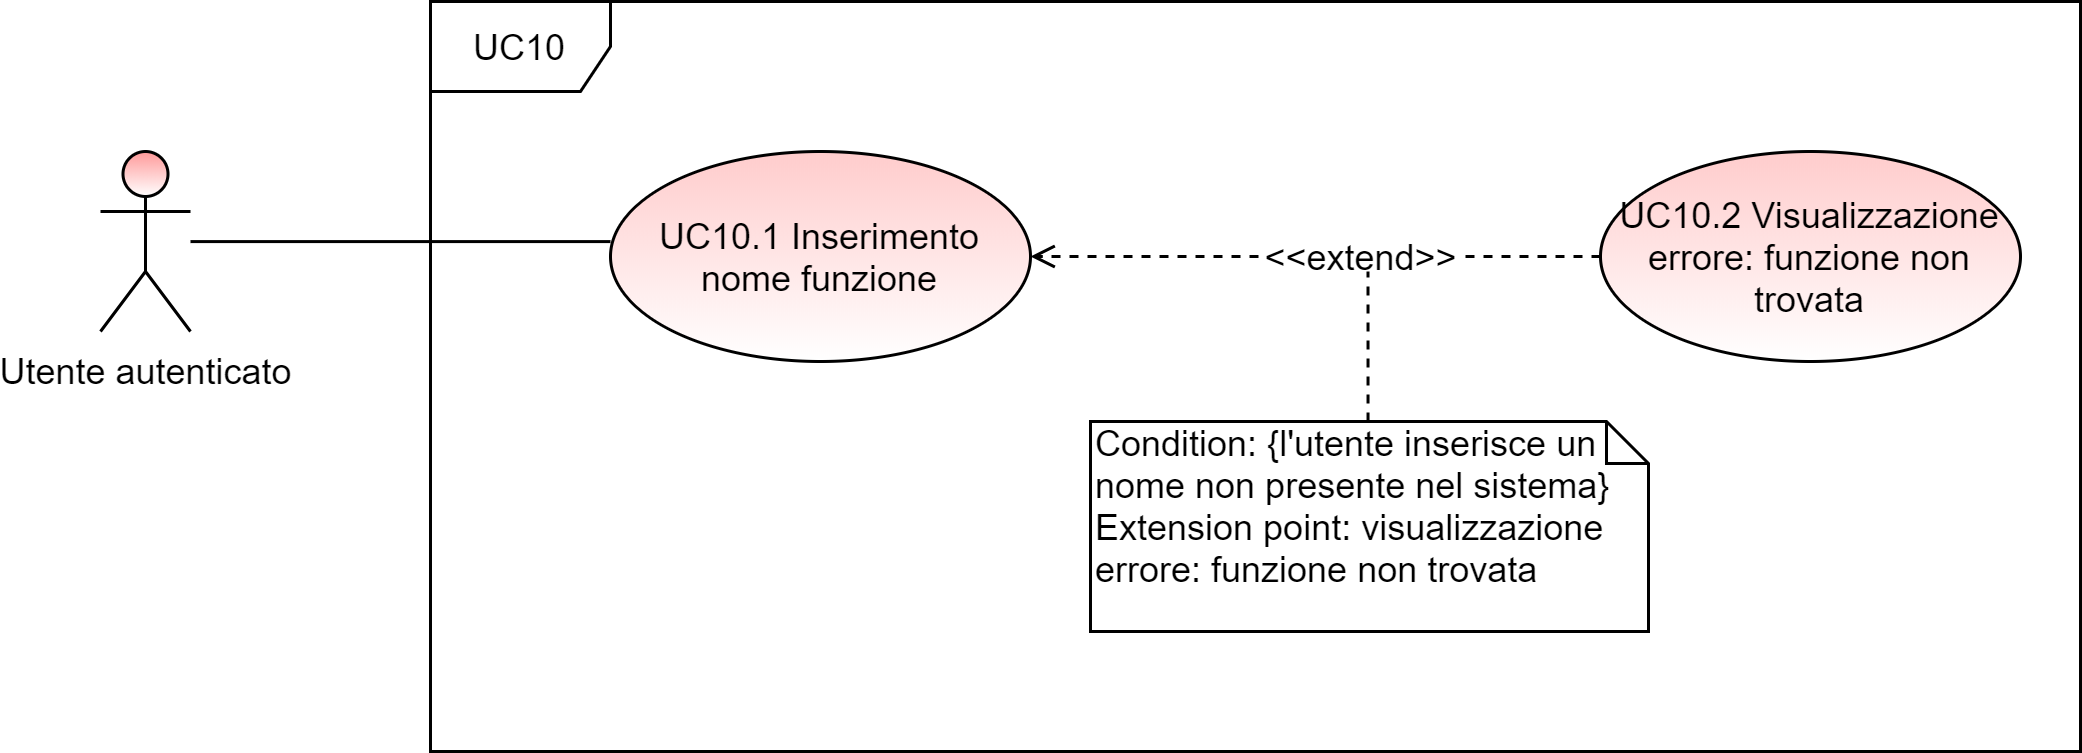 UC10
Utente autenticato
UC10.1 Inserimento
nome funzione
<<extend>>
UC10.2 Visualizzazione
errore: funzione non
trovata
Condition: {l'utente inserisce un
nome non presente nel sistema}
Extension point: visualizzazione
errore: funzione non trovata